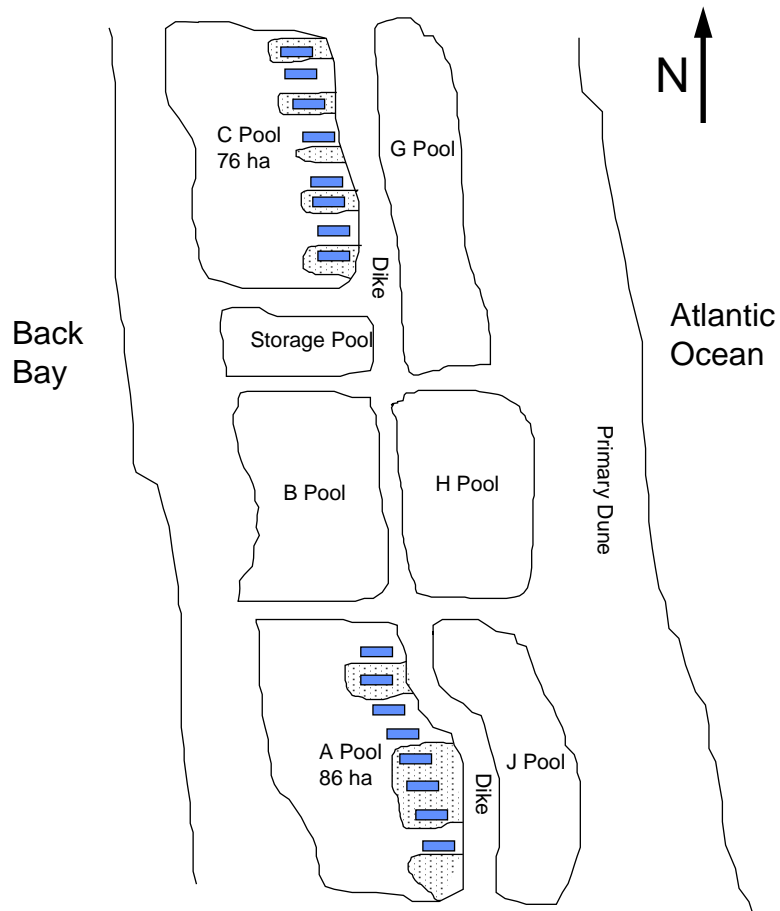 N
C Pool
76 ha
G Pool
Dike
Back
Bay
Storage Pool
Atlantic
Ocean
B Pool
H Pool
Primary Dune
A Pool
86 ha
Dike
J Pool